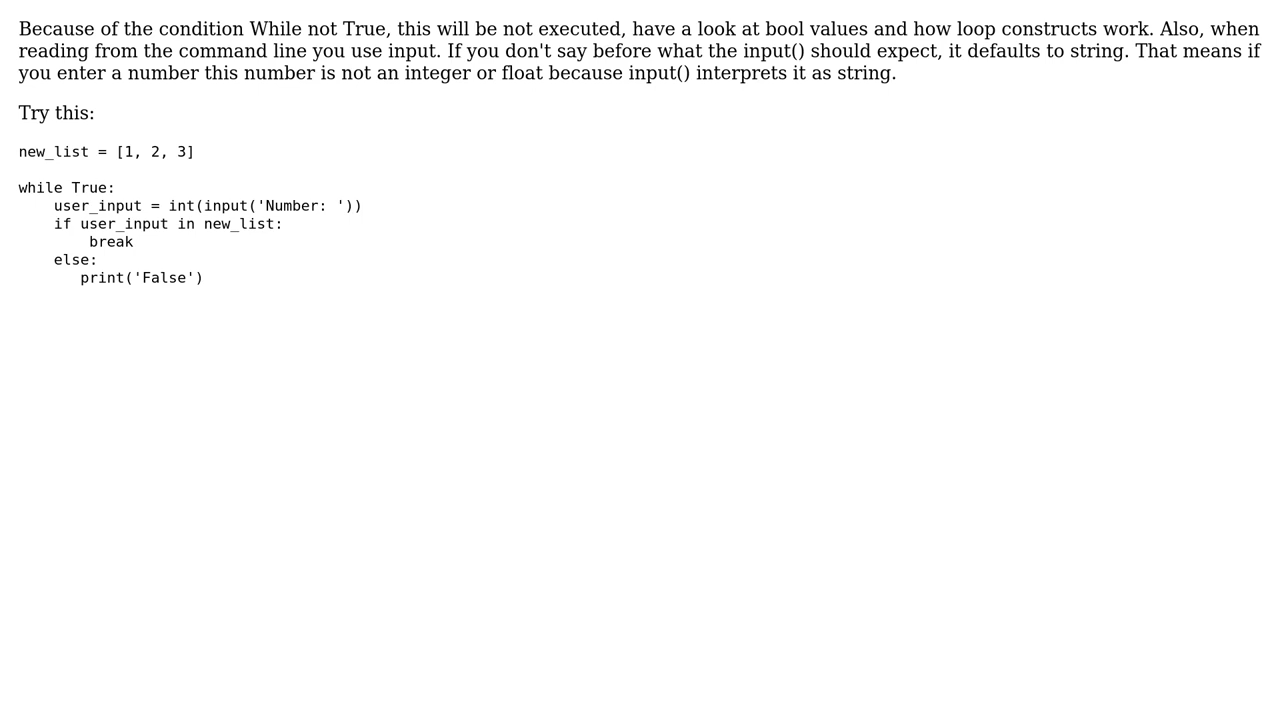 Because of the condition While not True, this will be not executed, have a look at bool values and how loop constructs work. Also, when
reading from the command line you use input. If you don't say before what the input() should expect, it defaults to string. That means if
you enter a number this number is not an integer or float because input() interprets it as string.
Try this:
new_list = [1, 2, 3]
while True:
    user_input = int(input('Number: '))
    if user_input in new_list:
        break
    else:
       print('False')